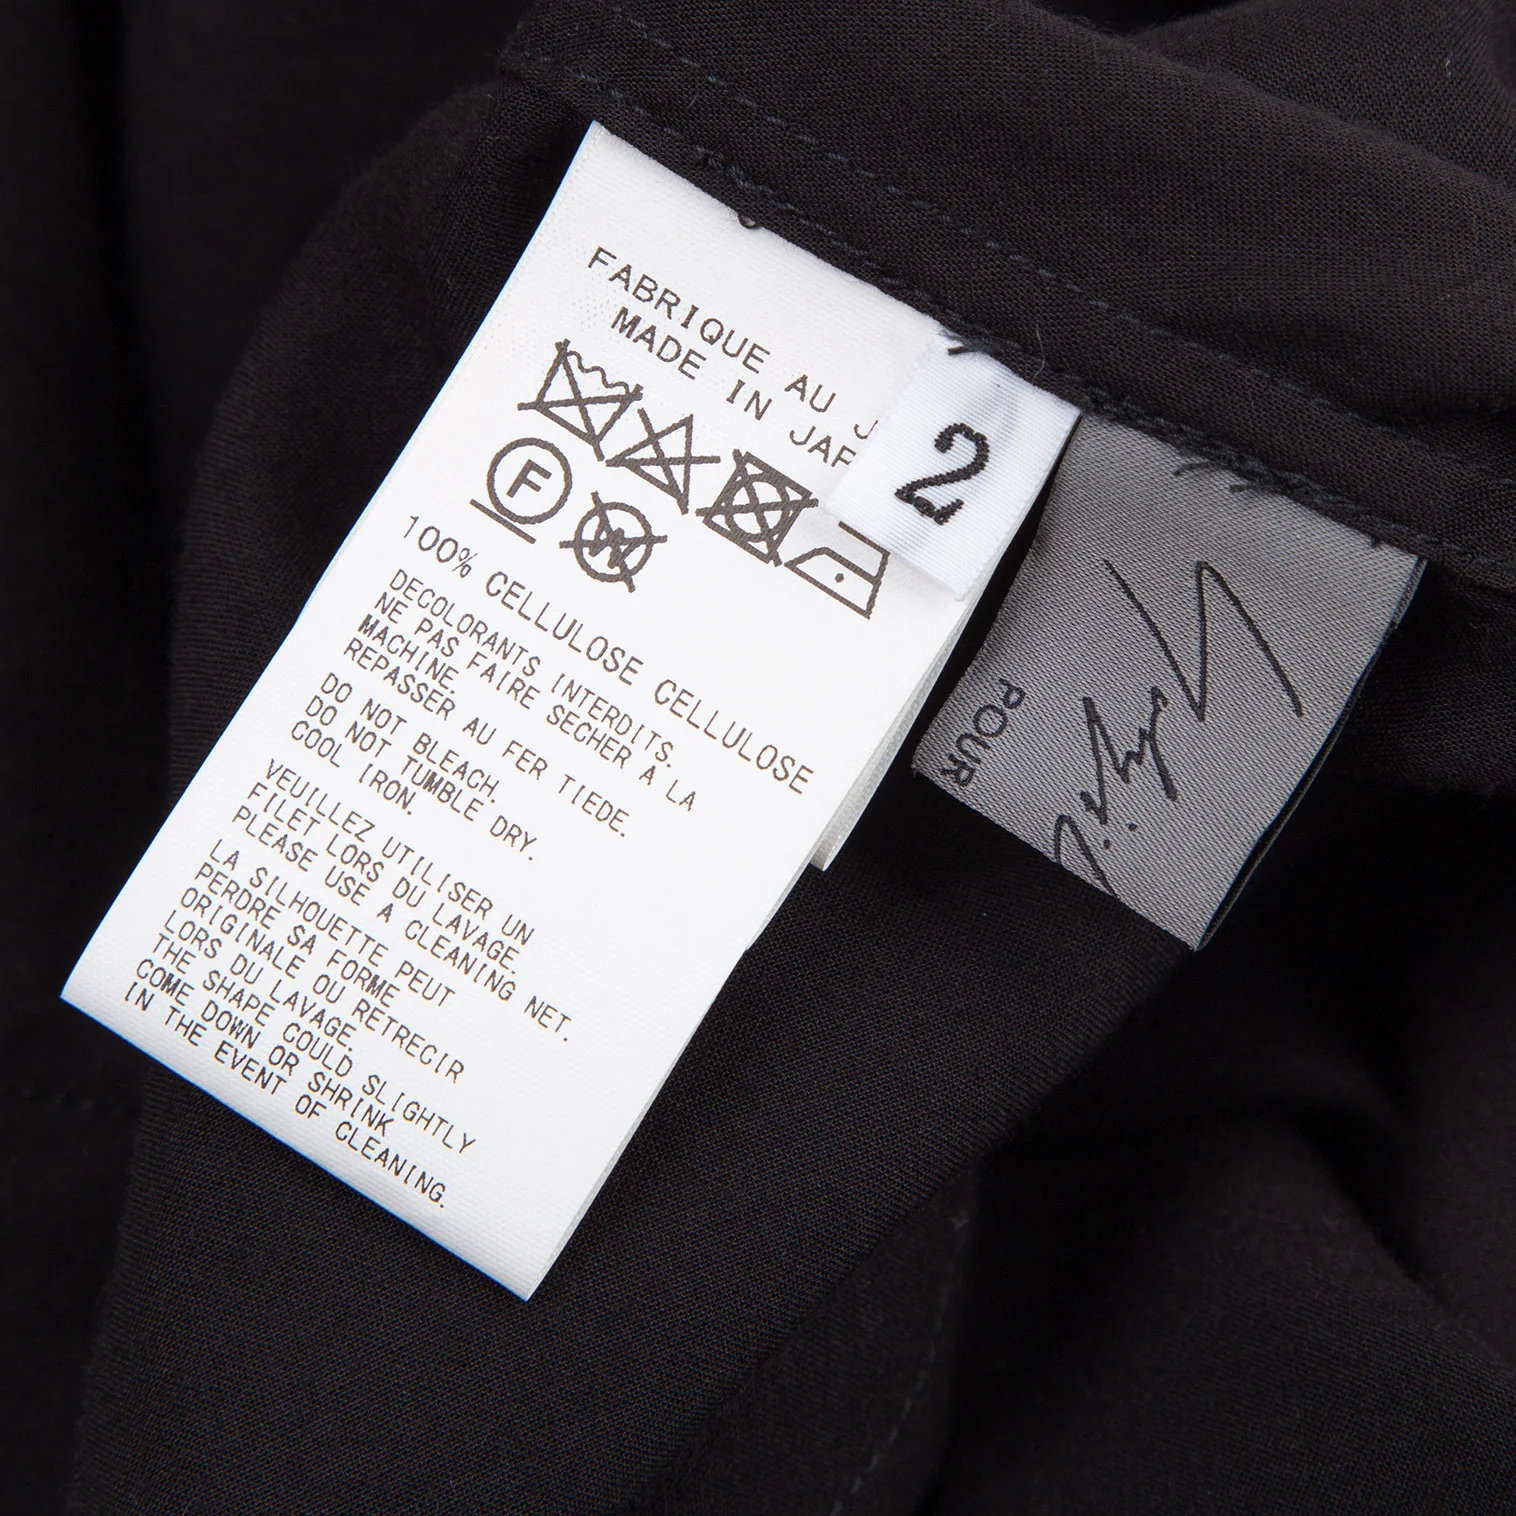 FABRIQUE AU J
MADE IN JAP
2
F
W
100% CELLULOSE CELLULOSE
DECOLORANTS INTERDITS.
NE PAS FAIRE SECHER A LA
MACHINE.
REPASSER AU FER TIEDE.
DO NOT BLEACH.
DO NOT TUMBLE DRY.
COOL IRON.
VEUILLEZ UTILISER UN
FILET LORS DU LAVAGE.
PLEASE USE A CLEANING NET.
LA SILHOUETTE PEUT
PERDRE SA FORME
ORIGINALE OU RETRECIR
LORS DU LAVAGE.
THE SHAPE COULD SLIGHTLY
COME DOWN OR SHRINK
IN THE EVENT OF CLEANING.
POUR